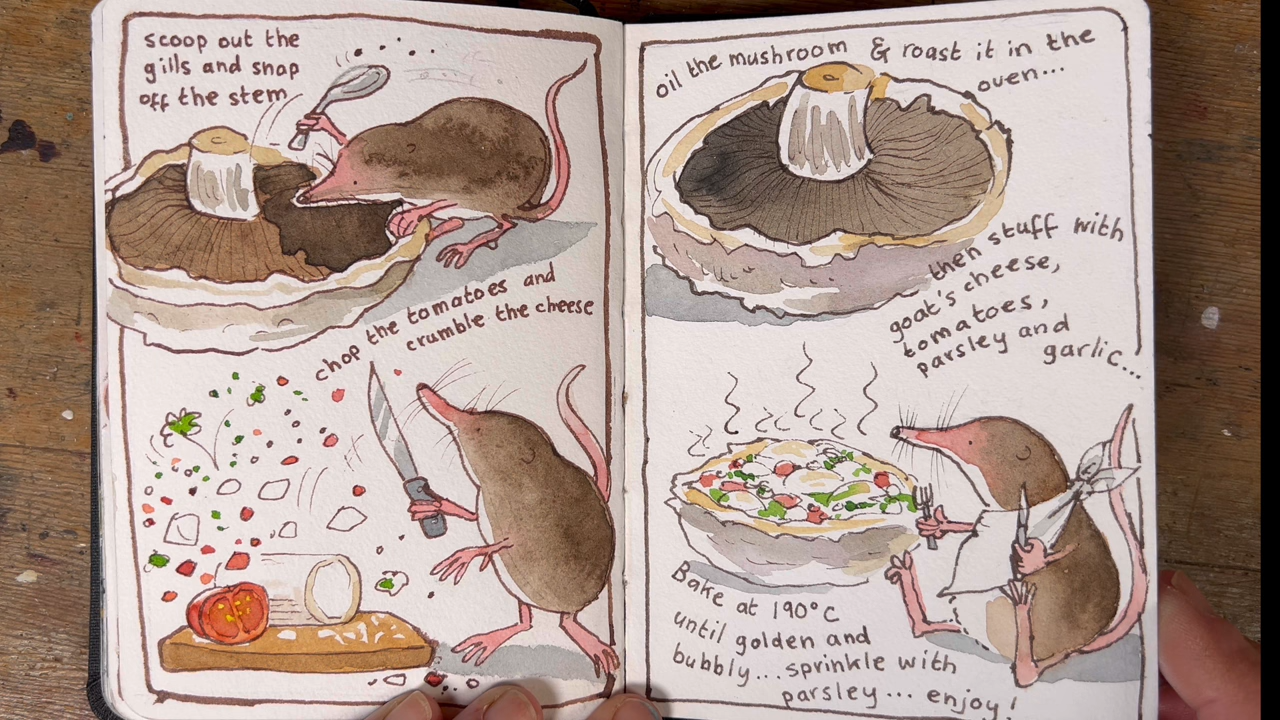 scoop out the
gills and snap
off the stem
chop the tomatoes and
crumble the cheese
oil the mushroom & roast it in the
oven...
then stuff with
goat's cheese,
tomatoes,
parsley and
garlic...
Bake at 190°C
until golden and
bubbly... sprinkle with
parsley... enjoy!